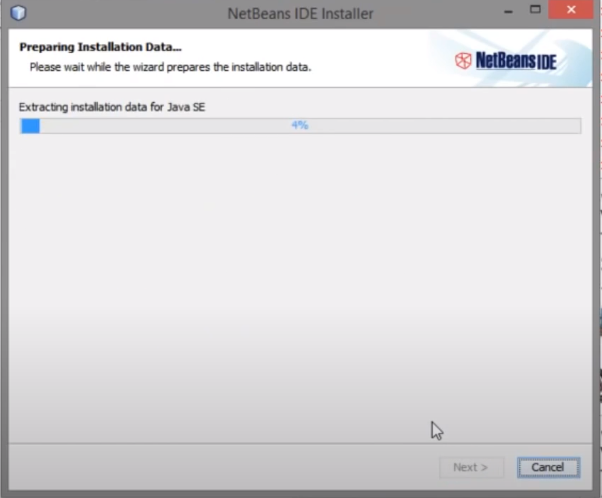 NetBeans IDE Installer
Preparing Installation Data...
Please wait while the wizard prepares the installation data.
NetBeans IDE
Extracting installation data for Java SE
4%
Next >
Cancel